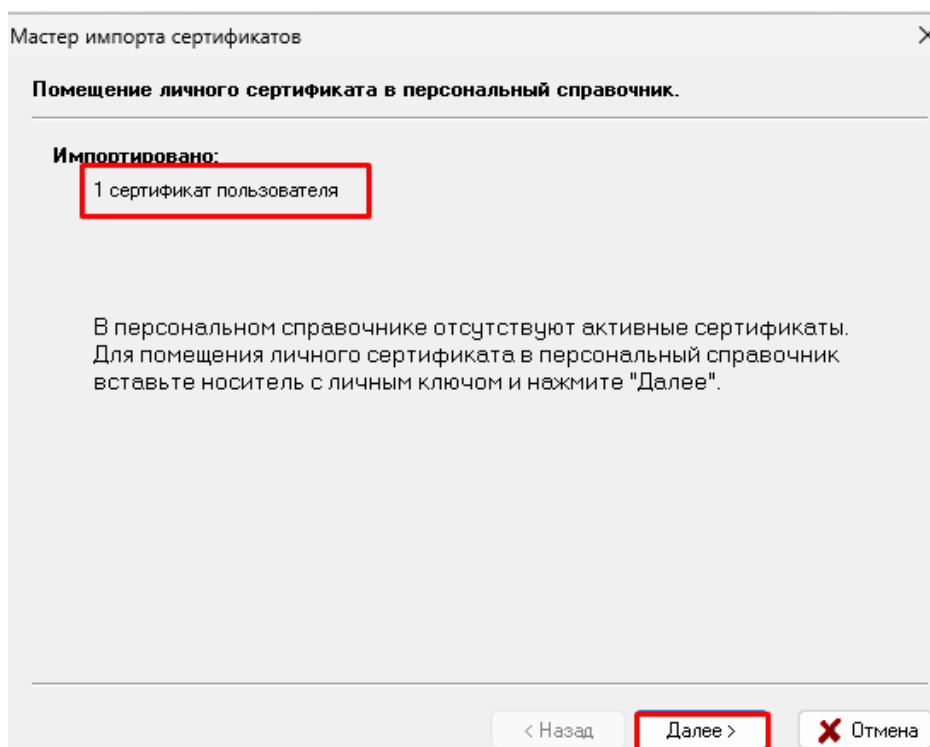 Мастер импорта сертификатов
Помещение личного сертификата в персональный справочник.
Импортировано:
1 сертификат пользователя
В персональном справочнике отсутствуют активные сертификаты.
Для помещения личного сертификата в персональный справочник
вставьте носитель с личным ключом и нажмите "Далее".
< Назад
Далее >
Отмена